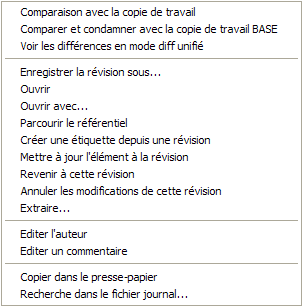 Comparaison avec la copie de travail
Comparer et condamner avec la copie de travail BASE
Voir les différences en mode diff unifié
Enregistrer la révision sous...
Ouvrir
Ouvrir avec...
Parcourir le référentiel
Créer une étiquette depuis une révision
Mettre à jour l'élément à la révision
Revenir à cette révision
Annuler les modifications de cette révision
Extraire...
Editer l'auteur
Editer un commentaire
Copier dans le presse-papier
Recherche dans le fichier journal...